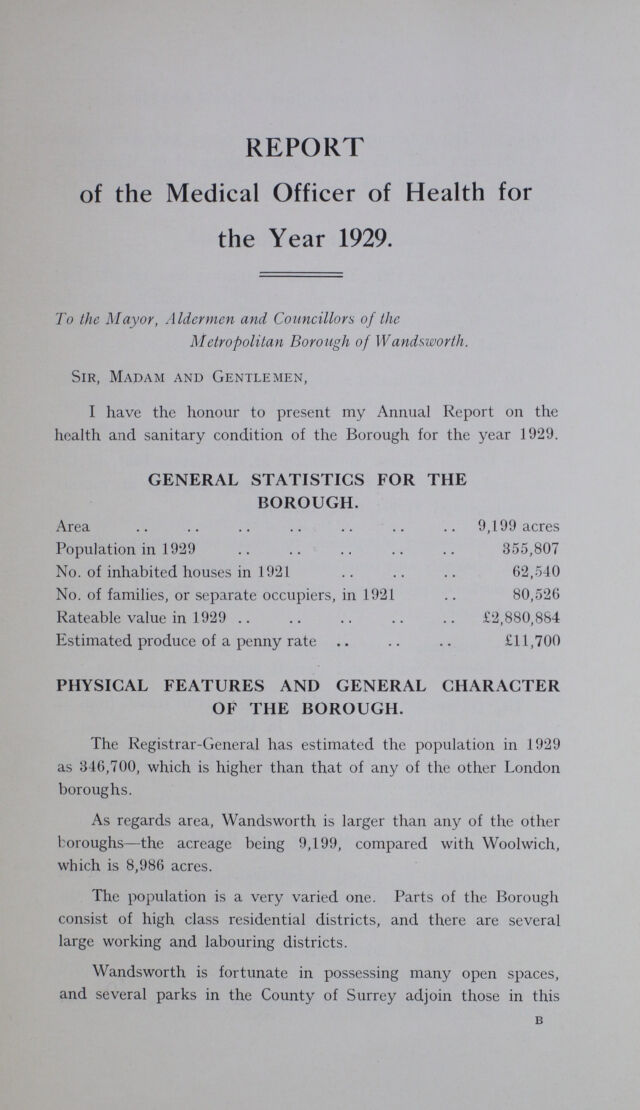 REPORT
of the Medical Officer of Health for
the Year 1929.
To the Mayor, Aldermen and Councillors of the
Metropolitan Borough of Wandsworth.
SIR, MADAM AND GENTLEMEN,
I have the honour to present my Annual Report on the
health and sanitary condition of the Borough for the year 1929.
GENERAL STATISTICS FOR THE
BOROUGH.
Area .. .. .. .. .. .. .. 9,199 acres
Population in 1929 .. .. .. .. .. 355,807
No. of inhabited houses in 1921 .. .. .. 62,540
No. of families, or separate occupiers, in 1921 .. 80,526
Rateable value in 1929 .. .. .. .. .. £2,880,884
Estimated produce of a penny rate .. .. .. £11,700
PHYSICAL FEATURES AND GENERAL CHARACTER
OF THE BOROUGH.
The Registrar-General has estimated the population in 1929
as 346,700, which is higher than that of any of the other London
boroughs.
As regards area, Wandsworth is larger than any of the other
boroughs—the acreage being 9,199, compared with Woolwich,
which is 8,986 acres.
The population is a very varied one. Parts of the Borough
consist of high class residential districts, and there are several
large working and labouring districts.
Wandsworth is fortunate in possessing many open spaces,
and several parks in the County of Surrey adjoin those in this
B